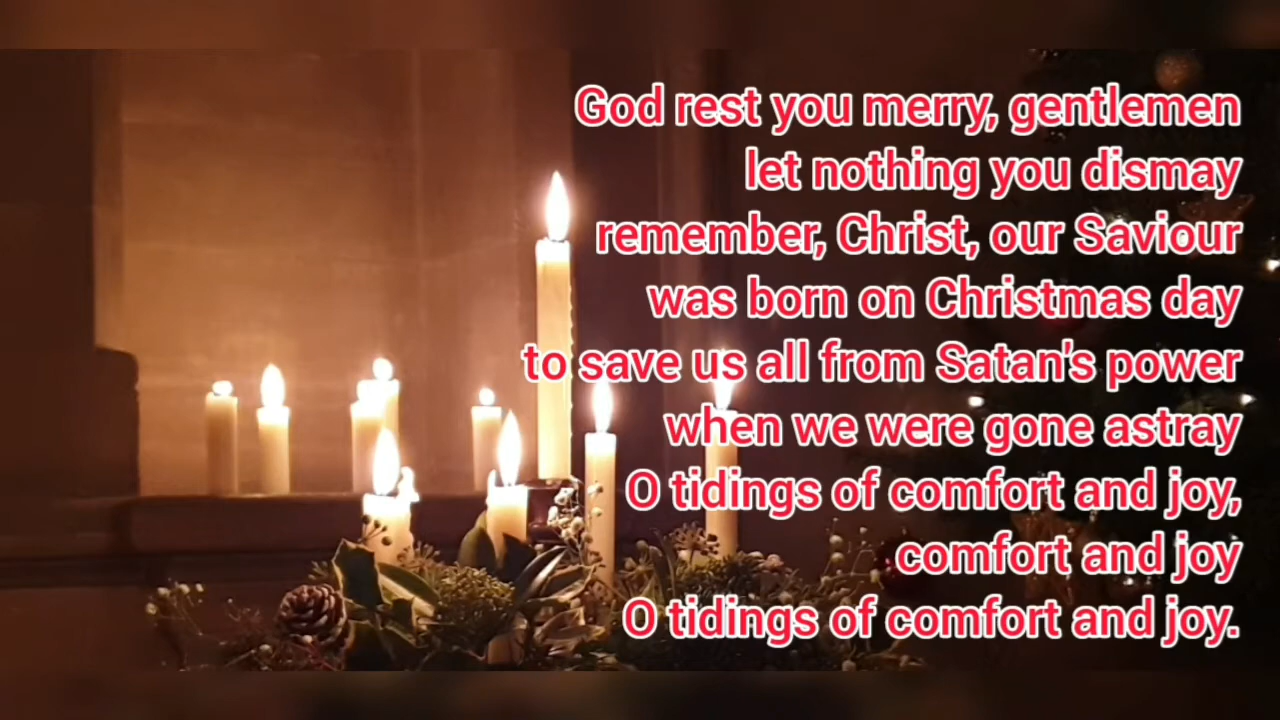 God rest you merry, gentlemen
let nothing you dismay
remember, Christ, our Saviour
was born on Christmas day
to save us all from Satan's power
when we were gone astray
O tidings of comfort and joy,
comfort and joy
O tidings of comfort and joy.